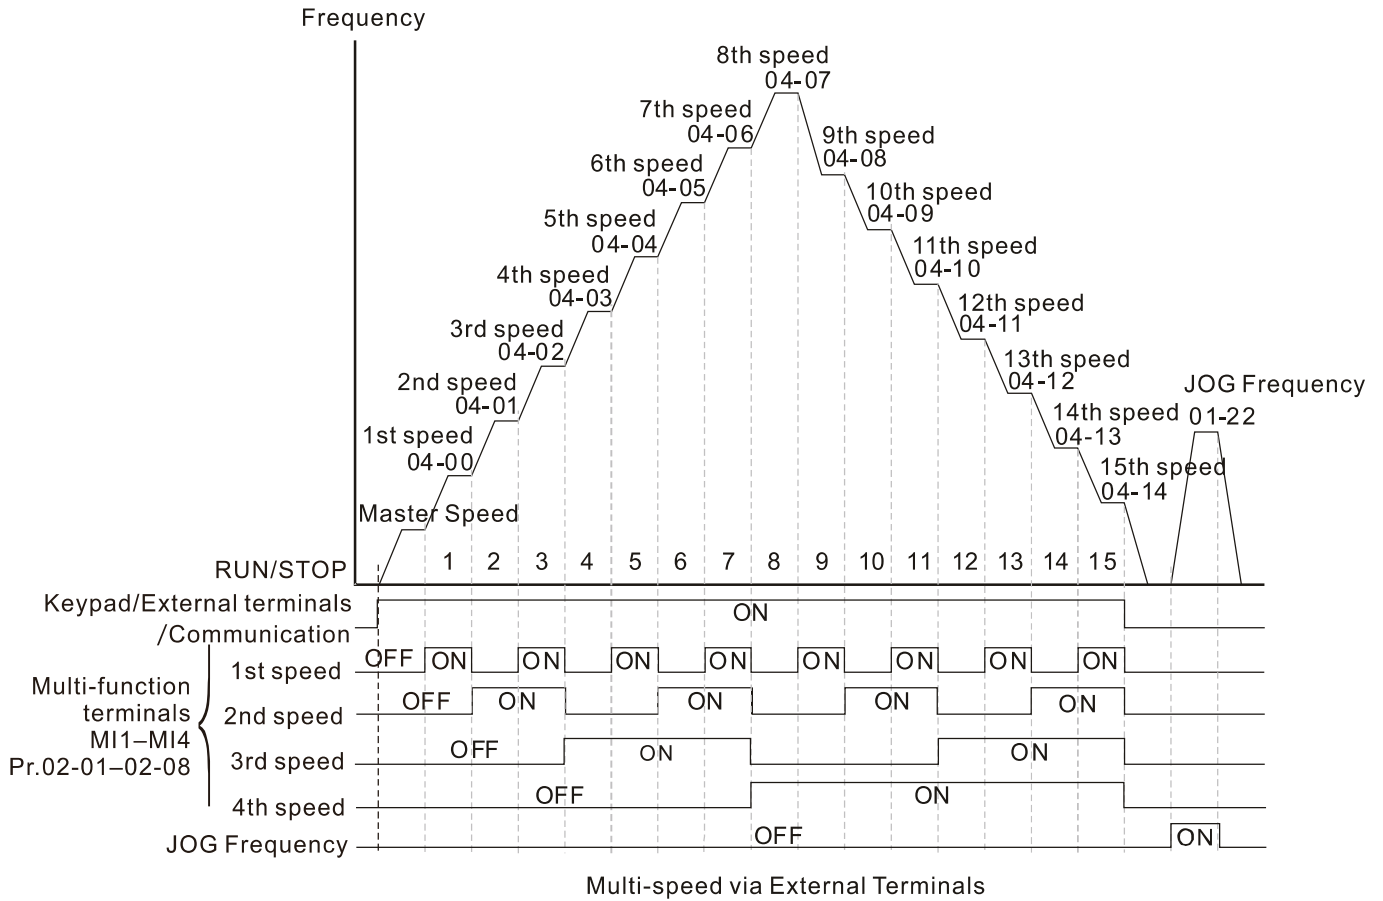 Frequency
8th speed
04-07
7th speed
04-06
9th speed
04-08
6th speed
04-05
10th speed
04-09
5th speed
04-04
11th speed
04-10
4th speed
04-03
12th speed
04-11
3rd speed
04-02
13th speed
04-12
2nd speed
04-01
JOG Frequency
01-22
14th speed
04-13
1st speed
04-00
15th speed
04-14
Master Speed
1 2 3 4 5 6 7 8 9 10 11 12 13 14 15
RUN/STOP
Keypad/External terminals
/Communication
ON
Multi-function
terminals
MI1–MI4
Pr.02-01–02-08
1st speed
OFF ON ON ON ON ON ON ON ON
2nd speed
OFF ON ON ON ON
3rd speed
OFF ON ON
4th speed
OFF ON
JOG Frequency
OFF ON
Multi-speed via External Terminals